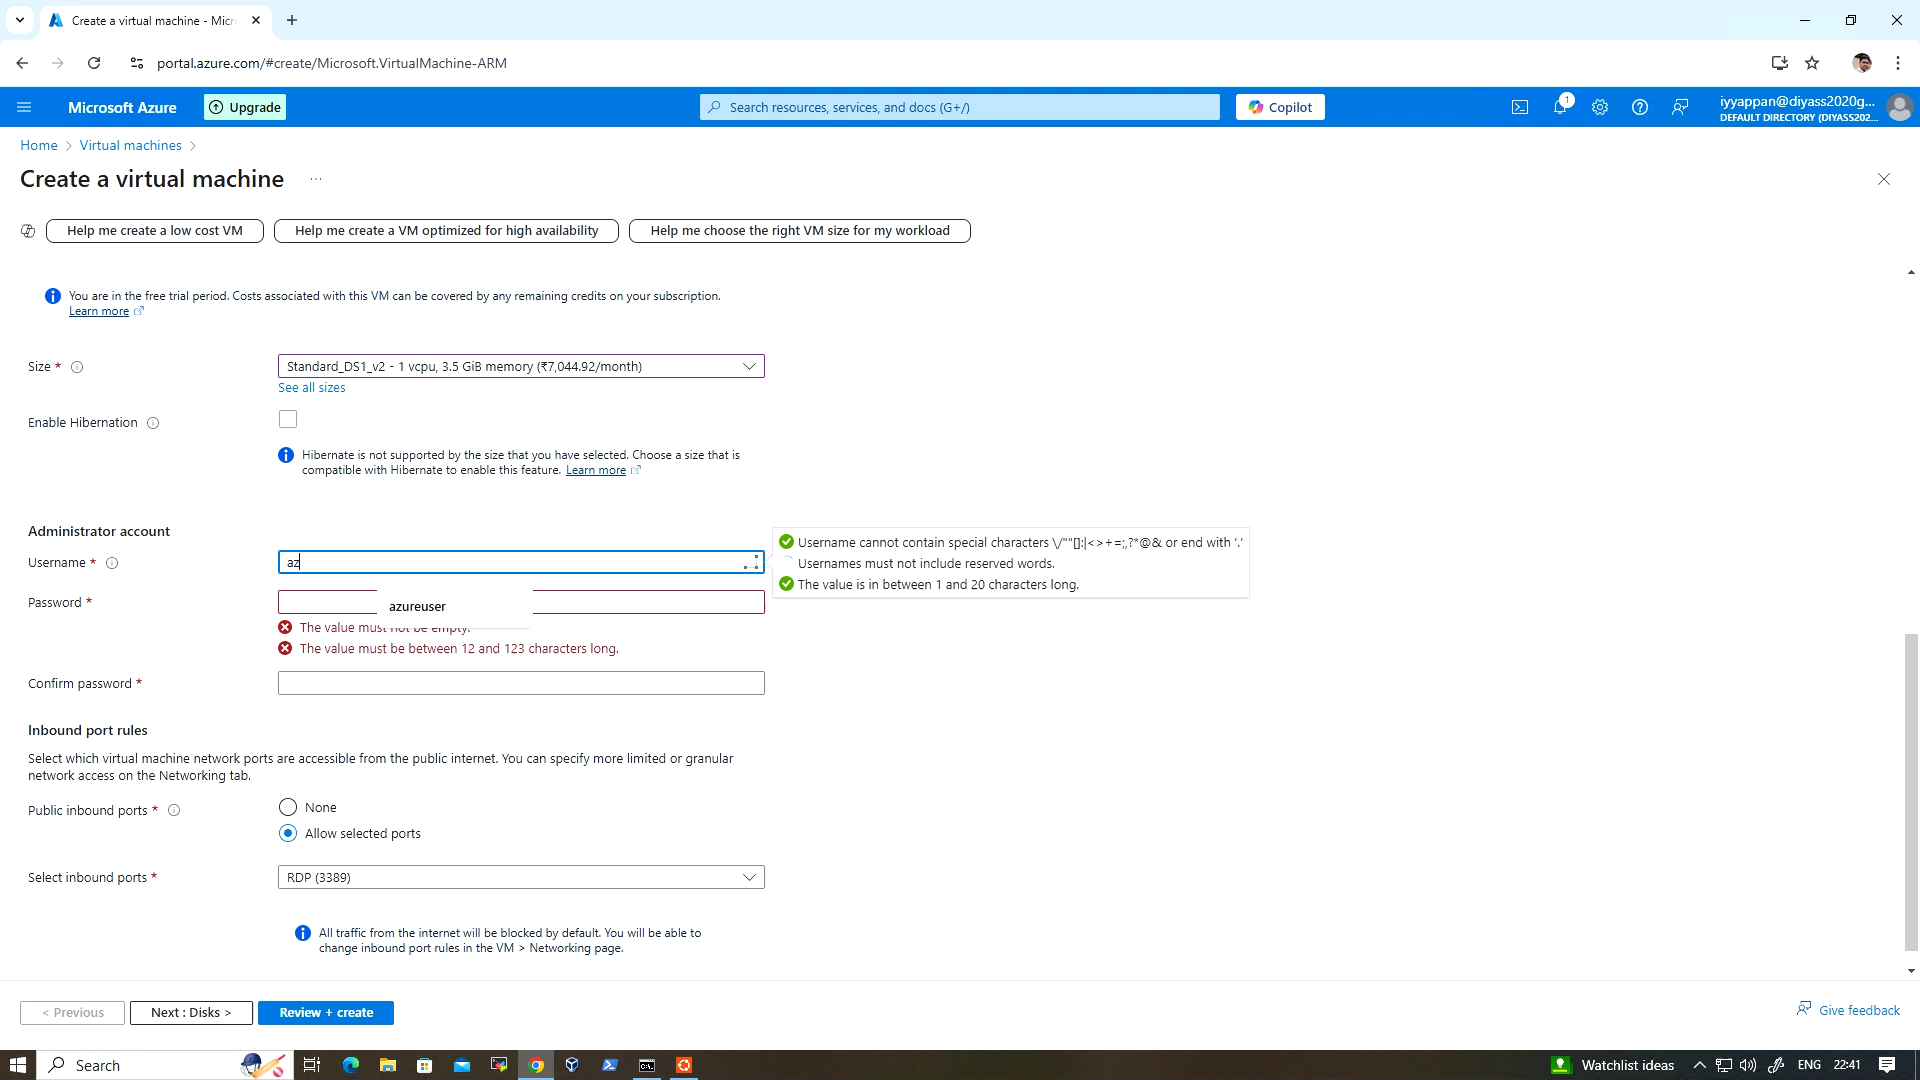 Create a virtual machine - Micr
portal.azure.com/#create/Microsoft.VirtualMachine-ARM
Microsoft Azure
Upgrade
Search resources, services, and docs (G+/)
Copilot
1
iyyappan@diyass2020g...
DEFAULT DIRECTORY (DIYASS202...
Home > Virtual machines >
Create a virtual machine ...
Help me create a low cost VM
Help me create a VM optimized for high availability
Help me choose the right VM size for my workload
You are in the free trial period. Costs associated with this VM can be covered by any remaining credits on your subscription.
Learn more
Size *
Standard_DS1_v2 - 1 vcpu, 3.5 GiB memory (₹7,044.92/month)
See all sizes
Enable Hibernation
Hibernate is not supported by the size that you have selected. Choose a size that is
compatible with Hibernate to enable this feature. Learn more
Administrator account
Username *
az
Username cannot contain special characters \/""[]:|<>+=;,?*@& or end with '.'
Usernames must not include reserved words.
The value is in between 1 and 20 characters long.
Password *
azureuser
The value must not be empty.
The value must be between 12 and 123 characters long.
Confirm password *
Inbound port rules
Select which virtual machine network ports are accessible from the public internet. You can specify more limited or granular
network access on the Networking tab.
Public inbound ports *
None
Allow selected ports
Select inbound ports *
RDP (3389)
All traffic from the internet will be blocked by default. You will be able to
change inbound port rules in the VM > Networking page.
< Previous
Next : Disks >
Review + create
Give feedback
Search
Watchlist ideas
ENG
22:41